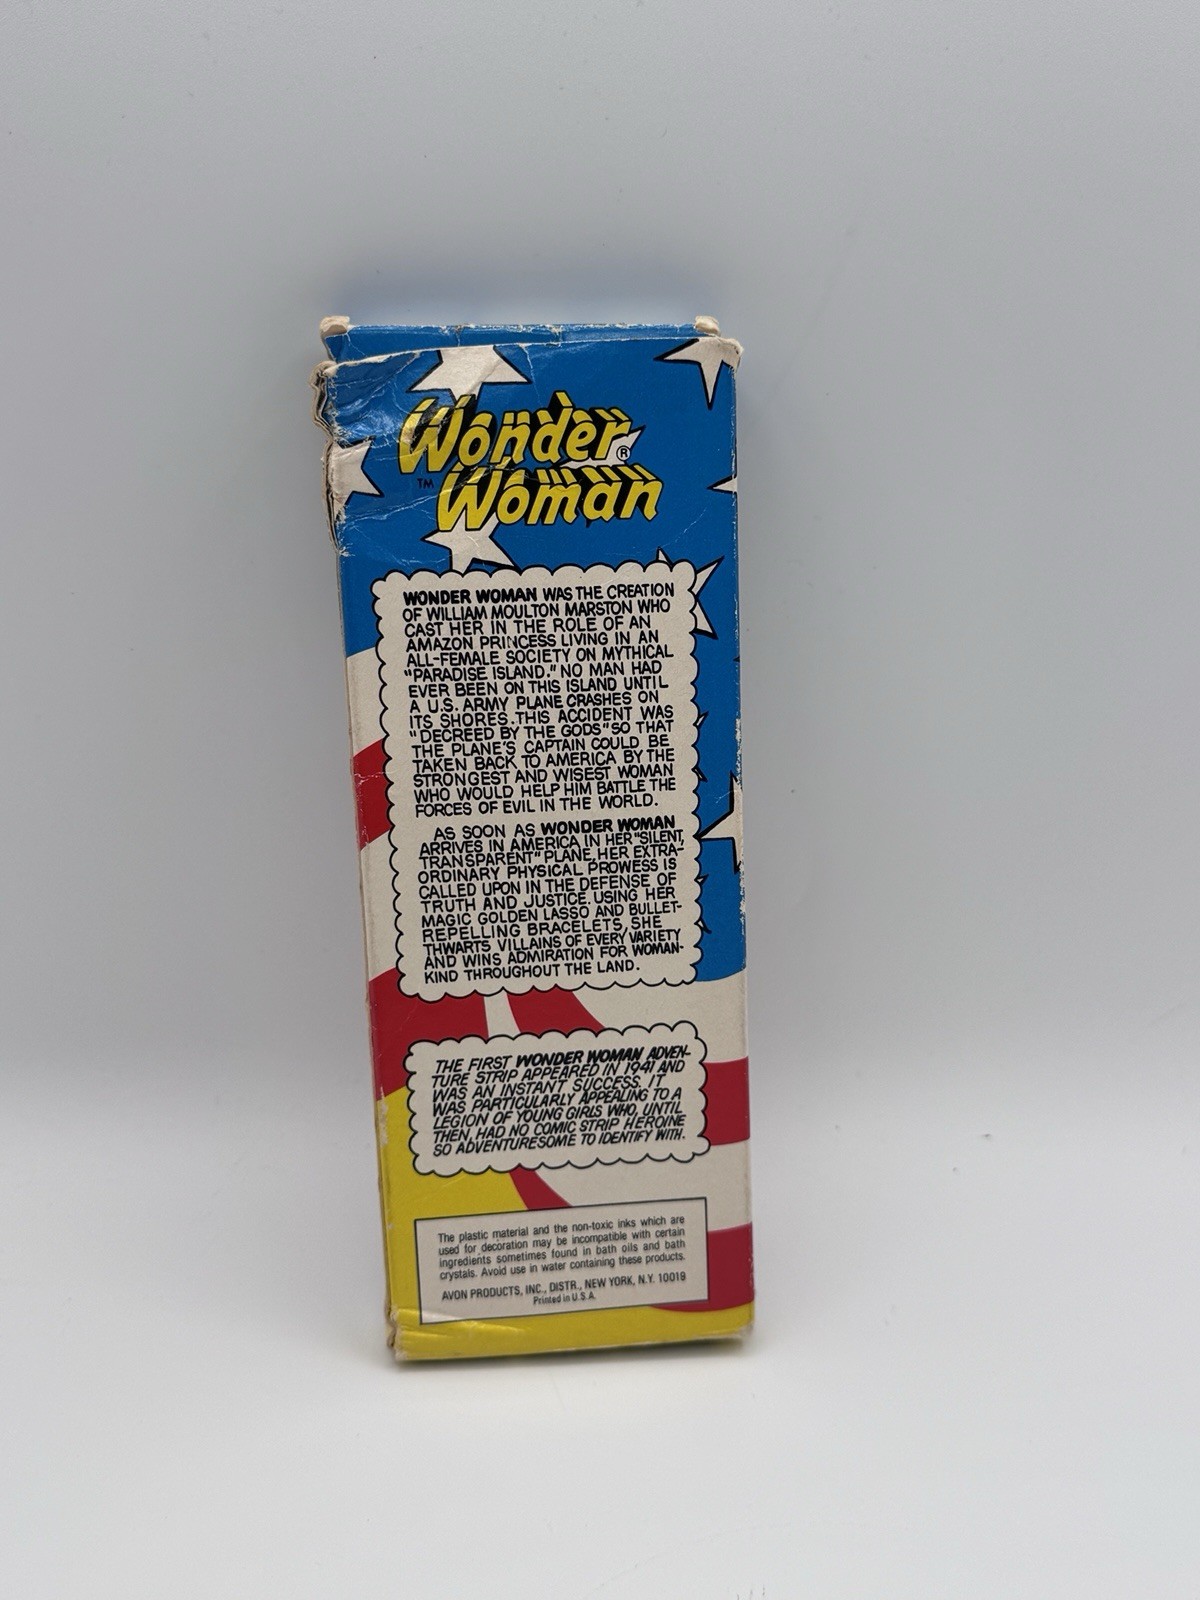 Wonder
Woman
®
TM
WONDER WOMAN WAS THE CREATION
OF WILLIAM MOULTON MARSTON WHO
CAST HER IN THE ROLE OF AN
AMAZON PRINCESS LIVING IN AN
ALL-FEMALE SOCIETY ON MYTHICAL
"PARADISE ISLAND." NO MAN HAD
EVER BEEN ON THIS ISLAND UNTIL
A U.S. ARMY PLANE CRASHES ON
ITS SHORES. THIS ACCIDENT WAS
"DECREED BY THE GODS" SO THAT
THE PLANE'S CAPTAIN COULD BE
TAKEN BACK TO AMERICA BY THE
STRONGEST AND WISEST WOMAN
WHO WOULD HELP HIM BATTLE THE
FORCES OF EVIL IN THE WORLD.
AS SOON AS WONDER WOMAN
ARRIVES IN AMERICA IN HER "SILENT,
TRANSPARENT" PLANE, HER EXTRA-
ORDINARY PHYSICAL PROWESS IS
CALLED UPON IN THE DEFENSE OF
TRUTH AND JUSTICE. USING HER
MAGIC GOLDEN LASSO AND BULLET-
REPELLING BRACELETS, SHE
THWARTS VILLAINS OF EVERY VARIETY
AND WINS ADMIRATION FOR WOMAN-
KIND THROUGHOUT THE LAND.
THE FIRST WONDER WOMAN ADVEN-
TURE STRIP APPEARED IN 1941 AND
WAS AN INSTANT SUCCESS. IT
WAS PARTICULARLY APPEALING TO A
LEGION OF YOUNG GIRLS WHO, UNTIL
THEN, HAD NO COMIC STRIP HEROINE
SO ADVENTURESOME TO IDENTIFY WITH.
The plastic material and the non-toxic inks which are
used for decoration may be incompatible with certain
ingredients sometimes found in bath oils and bath
crystals. Avoid use in water containing these products.
AVON PRODUCTS, INC., DISTR., NEW YORK, N.Y. 10019
Printed in U.S.A.